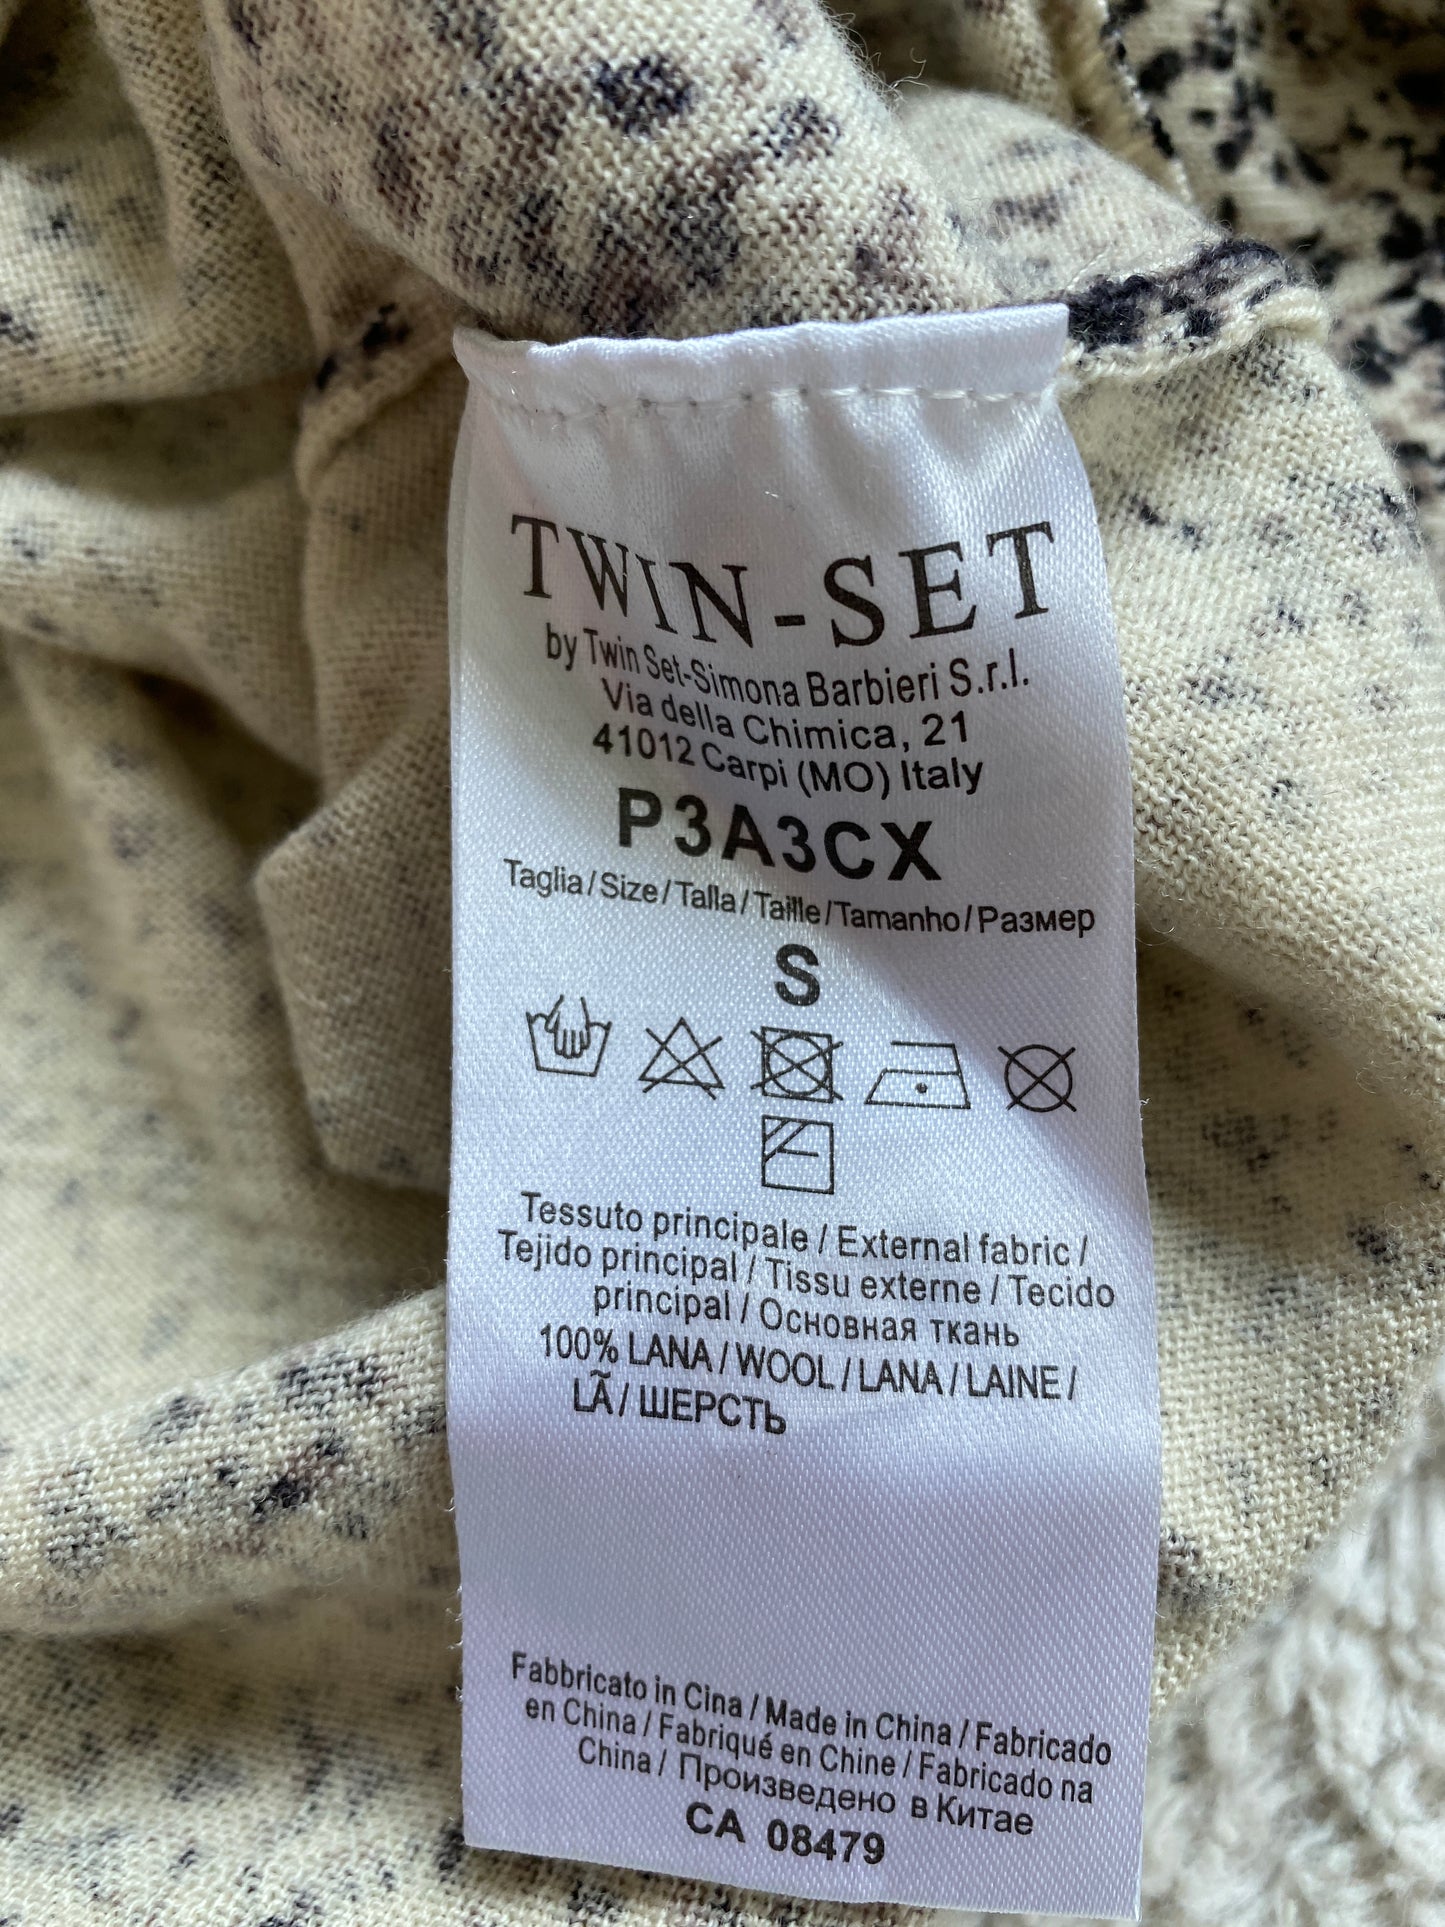 TWIN-SET
by Twin Set-Simona Barbieri S.r.l.
Via della Chimica, 21
41012 Carpi (MO) Italy
P3A3CX
Taglia/Size/Talla/Taille/Tamanho/Размер
S
Tessuto principale / External fabric /
Tejido principal / Tissu externe / Tecido
principal / Основная ткань
100% LANA / WOOL / LANA / LAINE /
LÃ / ШЕРСТЬ
Fabbricato in Cina / Made in China / Fabricado
en China / Fabriqué en Chine / Fabricado na
China / Произведено в Китае
CA 08479